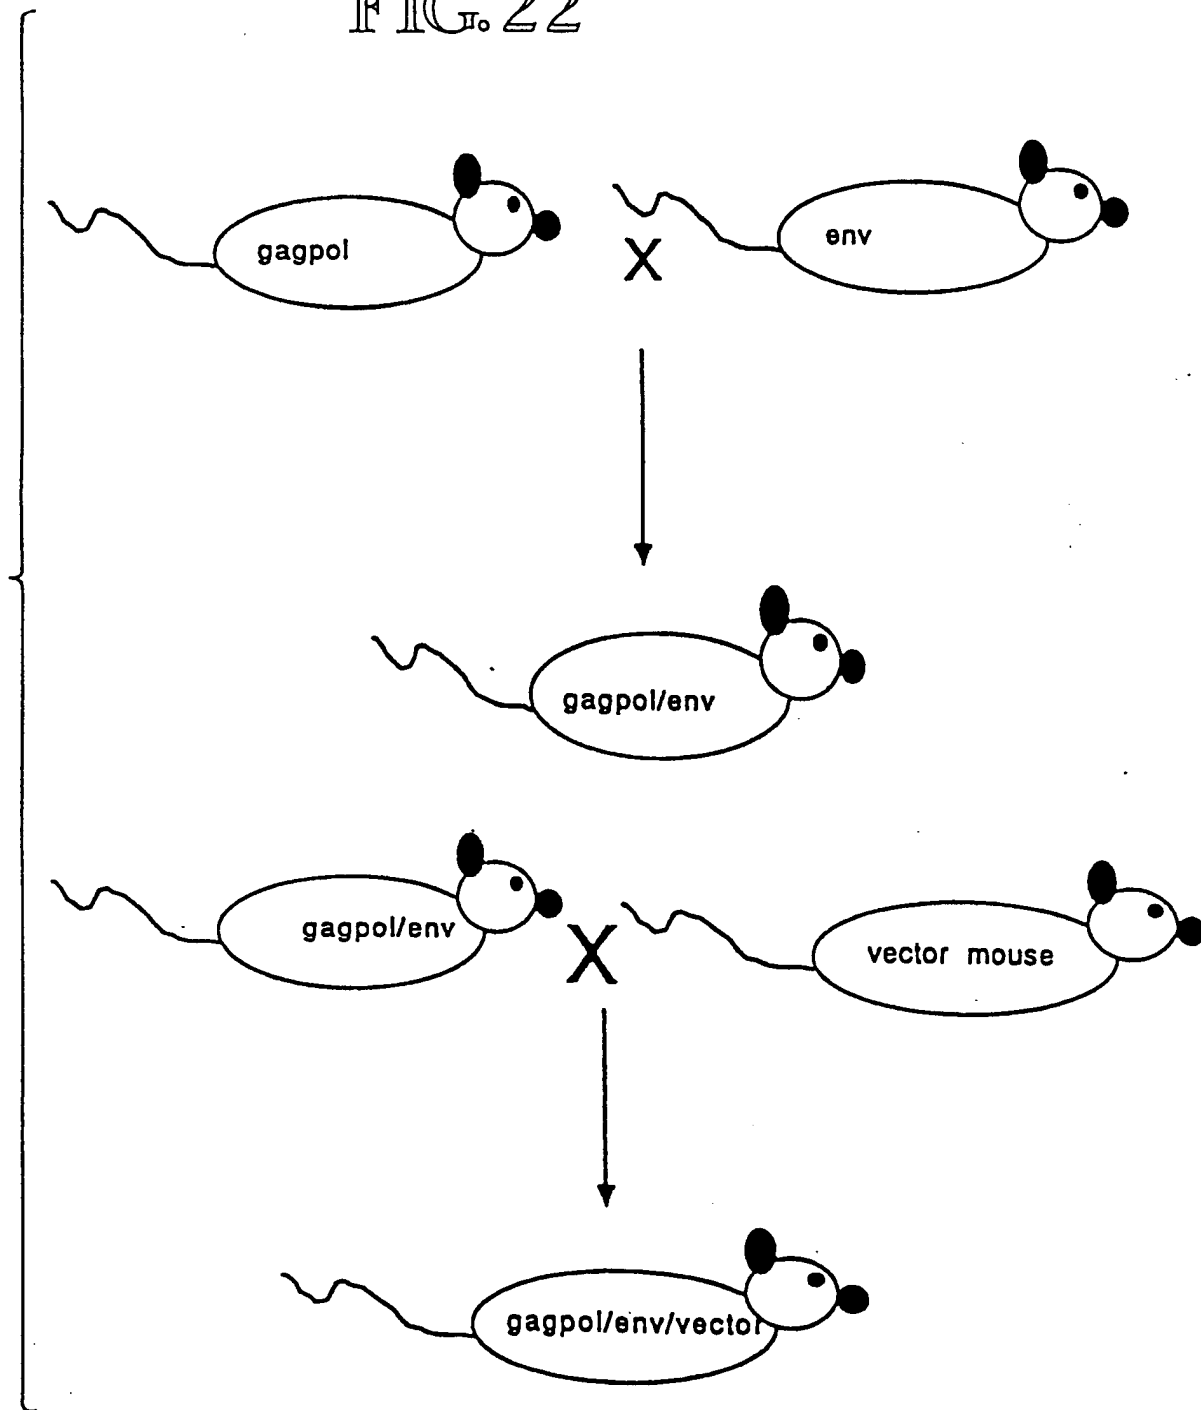 FIG. 22
gagpol
X
env
gagpol/env
gagpol/env
X
vector mouse
gagpol/env/vector